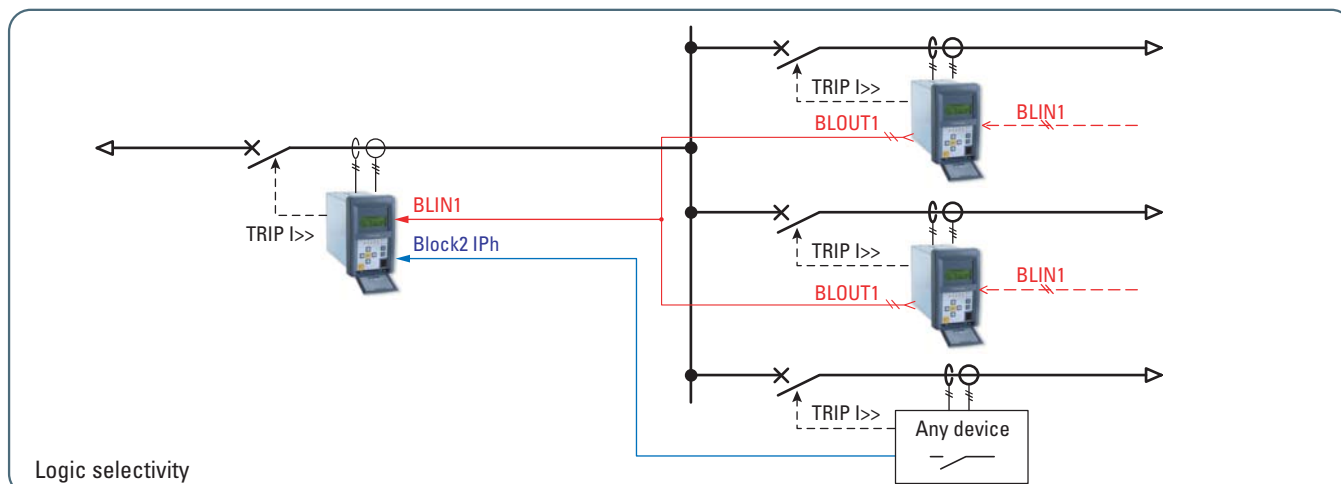 TRIP I>>
BLOUT1
BLIN1
TRIP I>>
BLIN1
Block2 IPh
TRIP I>>
BLOUT1
BLIN1
TRIP I>>
Any device
Logic selectivity